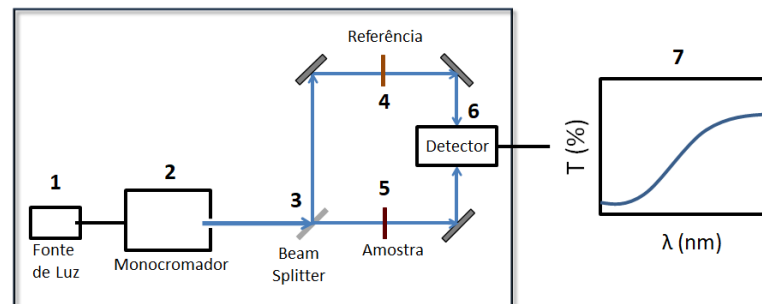 Referência
4
6
Detector
1
Fonte
de Luz
2
Monocromador
3
Beam
Splitter
5
Amostra
7
T (%)
λ (nm)